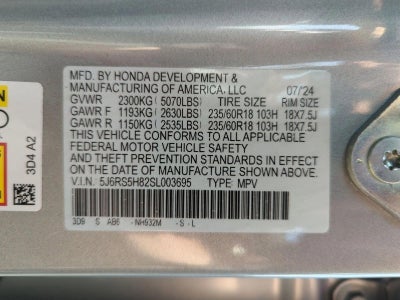 MFD. BY HONDA DEVELOPMENT &
MANUFACTURING OF AMERICA, LLC 07/24
GVWR 2300KG (5070LBS) TIRE SIZE RIM SIZE
GAWR F 1193KG (2630LBS) 235/60R18 103H 18X7.5J
GAWR R 1150KG (2535LBS) 235/60R18 103H 18X7.5J
THIS VEHICLE CONFORMS TO ALL APPLICABLE
FEDERAL MOTOR VEHICLE SAFETY
AND THEFT PREVENTION STANDARDS IN EFFECT
ON THE DATE OF MANUFACTURE SHOWN ABOVE.
V.I.N. 5J6RS5H82SL003695 TYPE: MPV
3D9 S AB6 -NH932M -S-L
3D4 A2